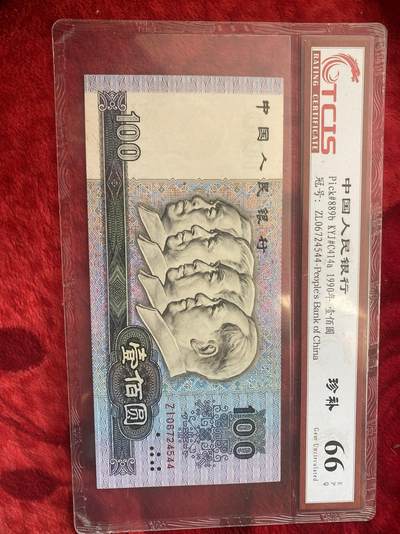 TCIS
RATING CERTIFICATE
中国人民银行
Pick#889b KYJ#C414a 1990年 壹佰圆
冠号: ZL06724544-People's Bank of China
珍补
66
E
P
Q
Gem Uncirculated
中国人民银行
100
壹佰圆
ZL06724544
100